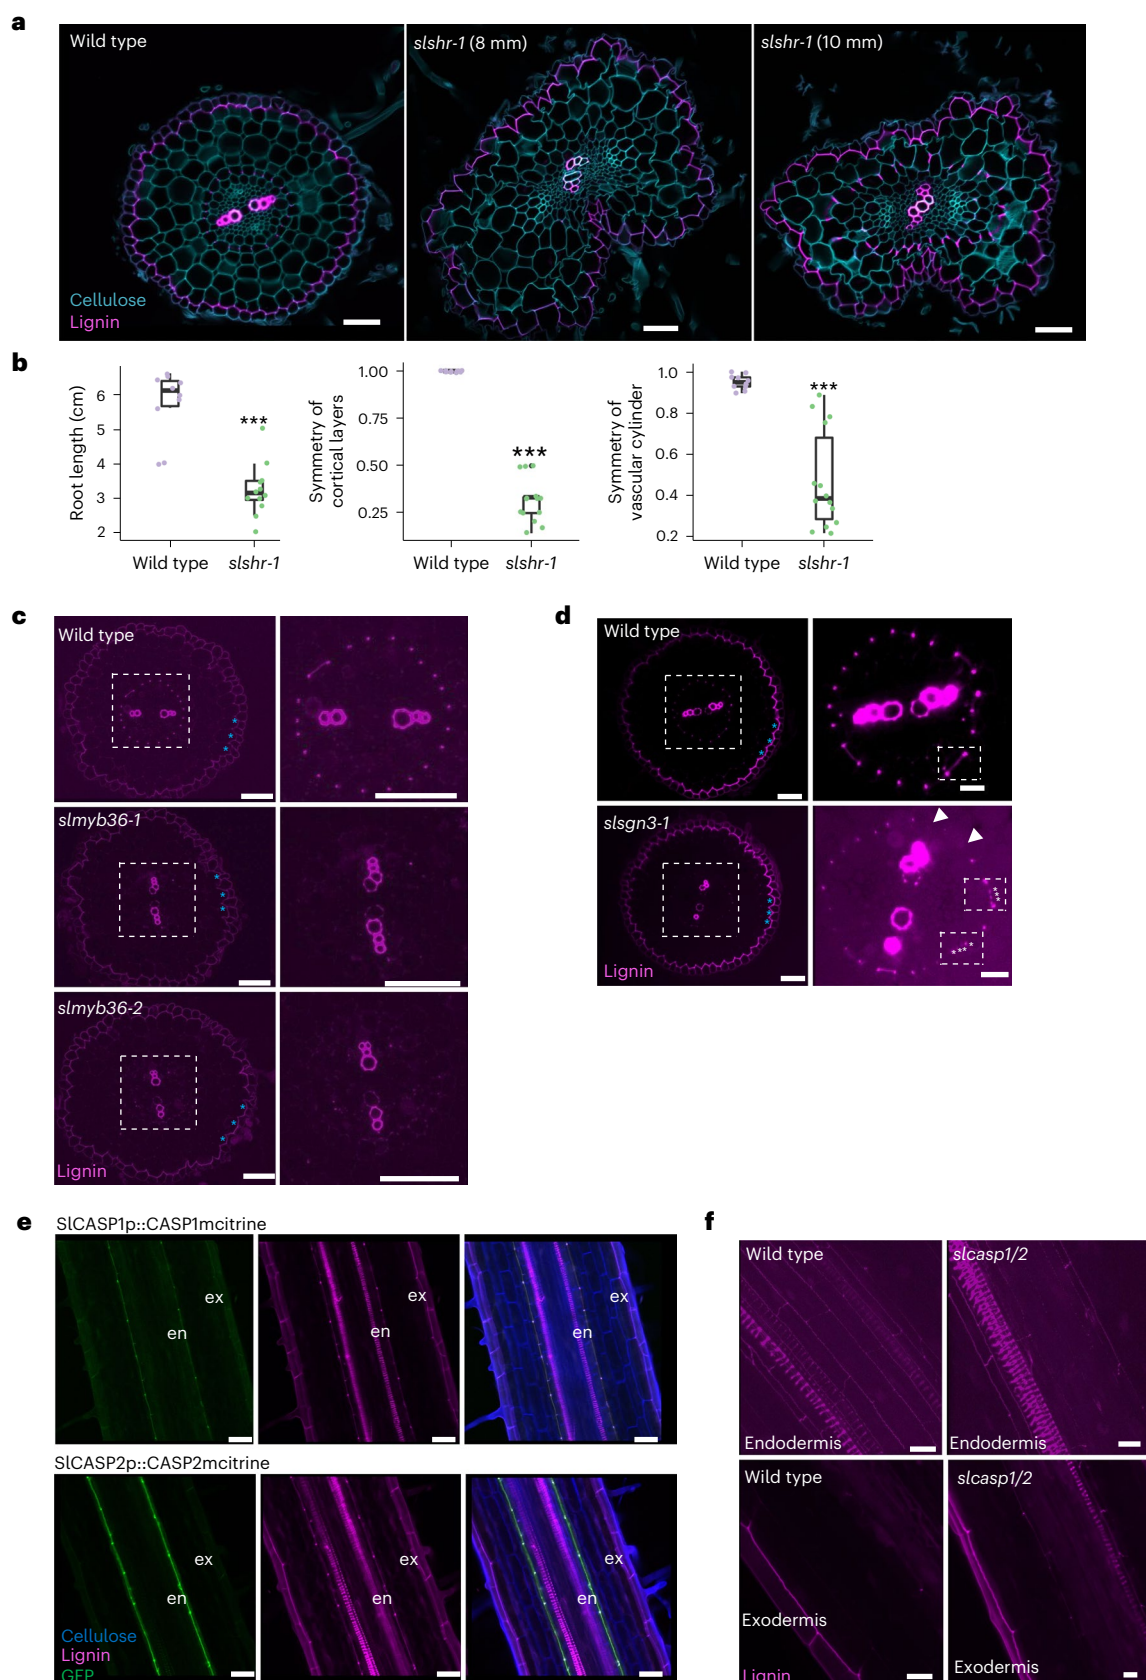 a
Wild type
slshr-1 (8 mm)
slshr-1 (10 mm)
Cellulose
Lignin
b
Root length (cm)
6
5
4
3
2
***
Wild type
slshr-1
Symmetry of
cortical layers
1.00
0.75
0.50
0.25
***
Wild type
slshr-1
Symmetry of
vascular cylinder
1.0
0.8
0.6
0.4
0.2
***
Wild type
slshr-1
c
Wild type
***
slmyb36-1
***
slmyb36-2
***
Lignin
d
Wild type
***
slsgn3-1
***
***
****
Lignin
e
SlCASP1p::CASP1mcitrine
ex
en
ex
en
ex
en
SlCASP2p::CASP2mcitrine
ex
en
ex
en
ex
en
Cellulose
Lignin
GFP
f
Wild type
Endodermis
slcasp1/2
Endodermis
Wild type
Exodermis
Lignin
slcasp1/2
Exodermis